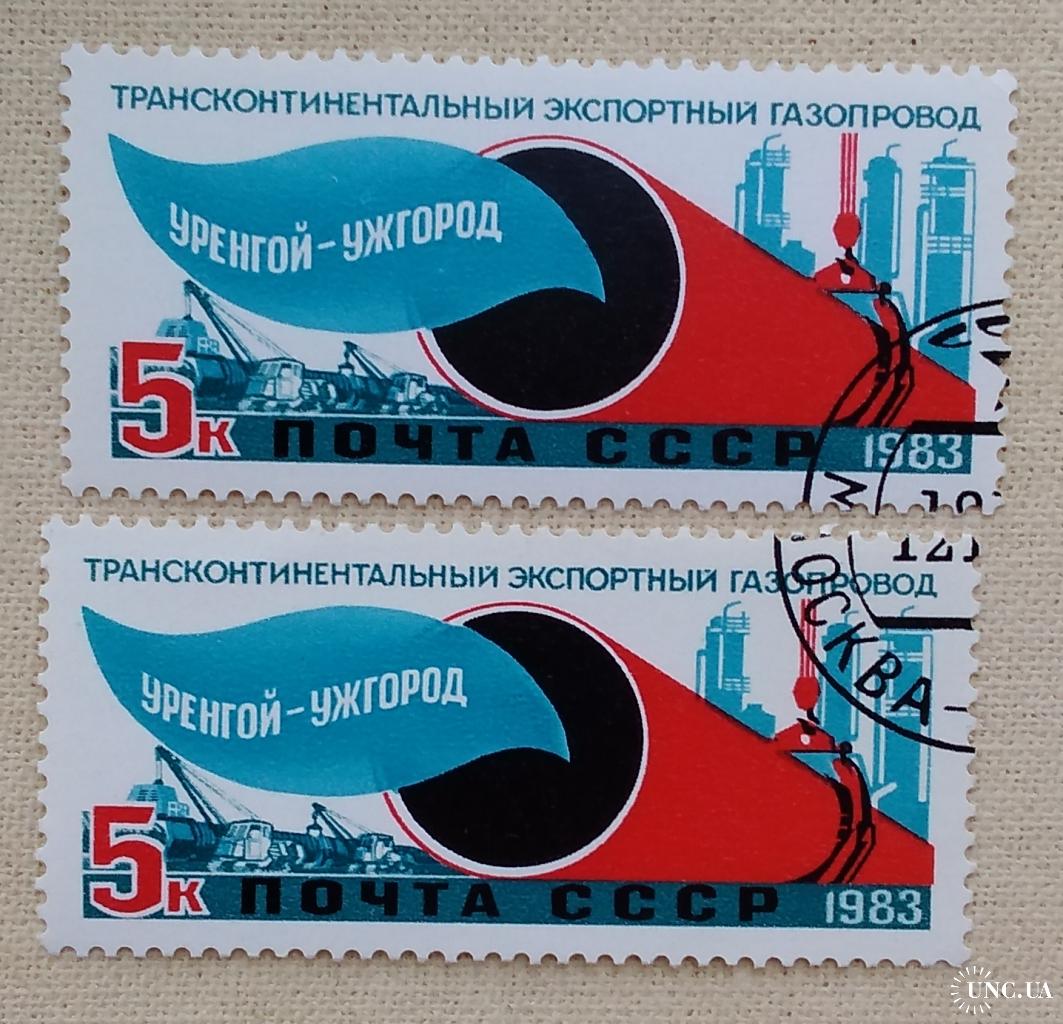 ТРАНСКОНТИНЕНТАЛЬНЫЙ ЭКСПОРТНЫЙ ГАЗОПРОВОД
УРЕНГОЙ-УЖГОРОД
5К ПОЧТА СССР 1983
М
ТРАНСКОНТИНЕНТАЛЬНЫЙ ЭКСПОРТНЫЙ ГАЗОПРОВОД
УРЕНГОЙ-УЖГОРОД
ОСКВА-
5К ПОЧТА СССР 1983
UNC.UA